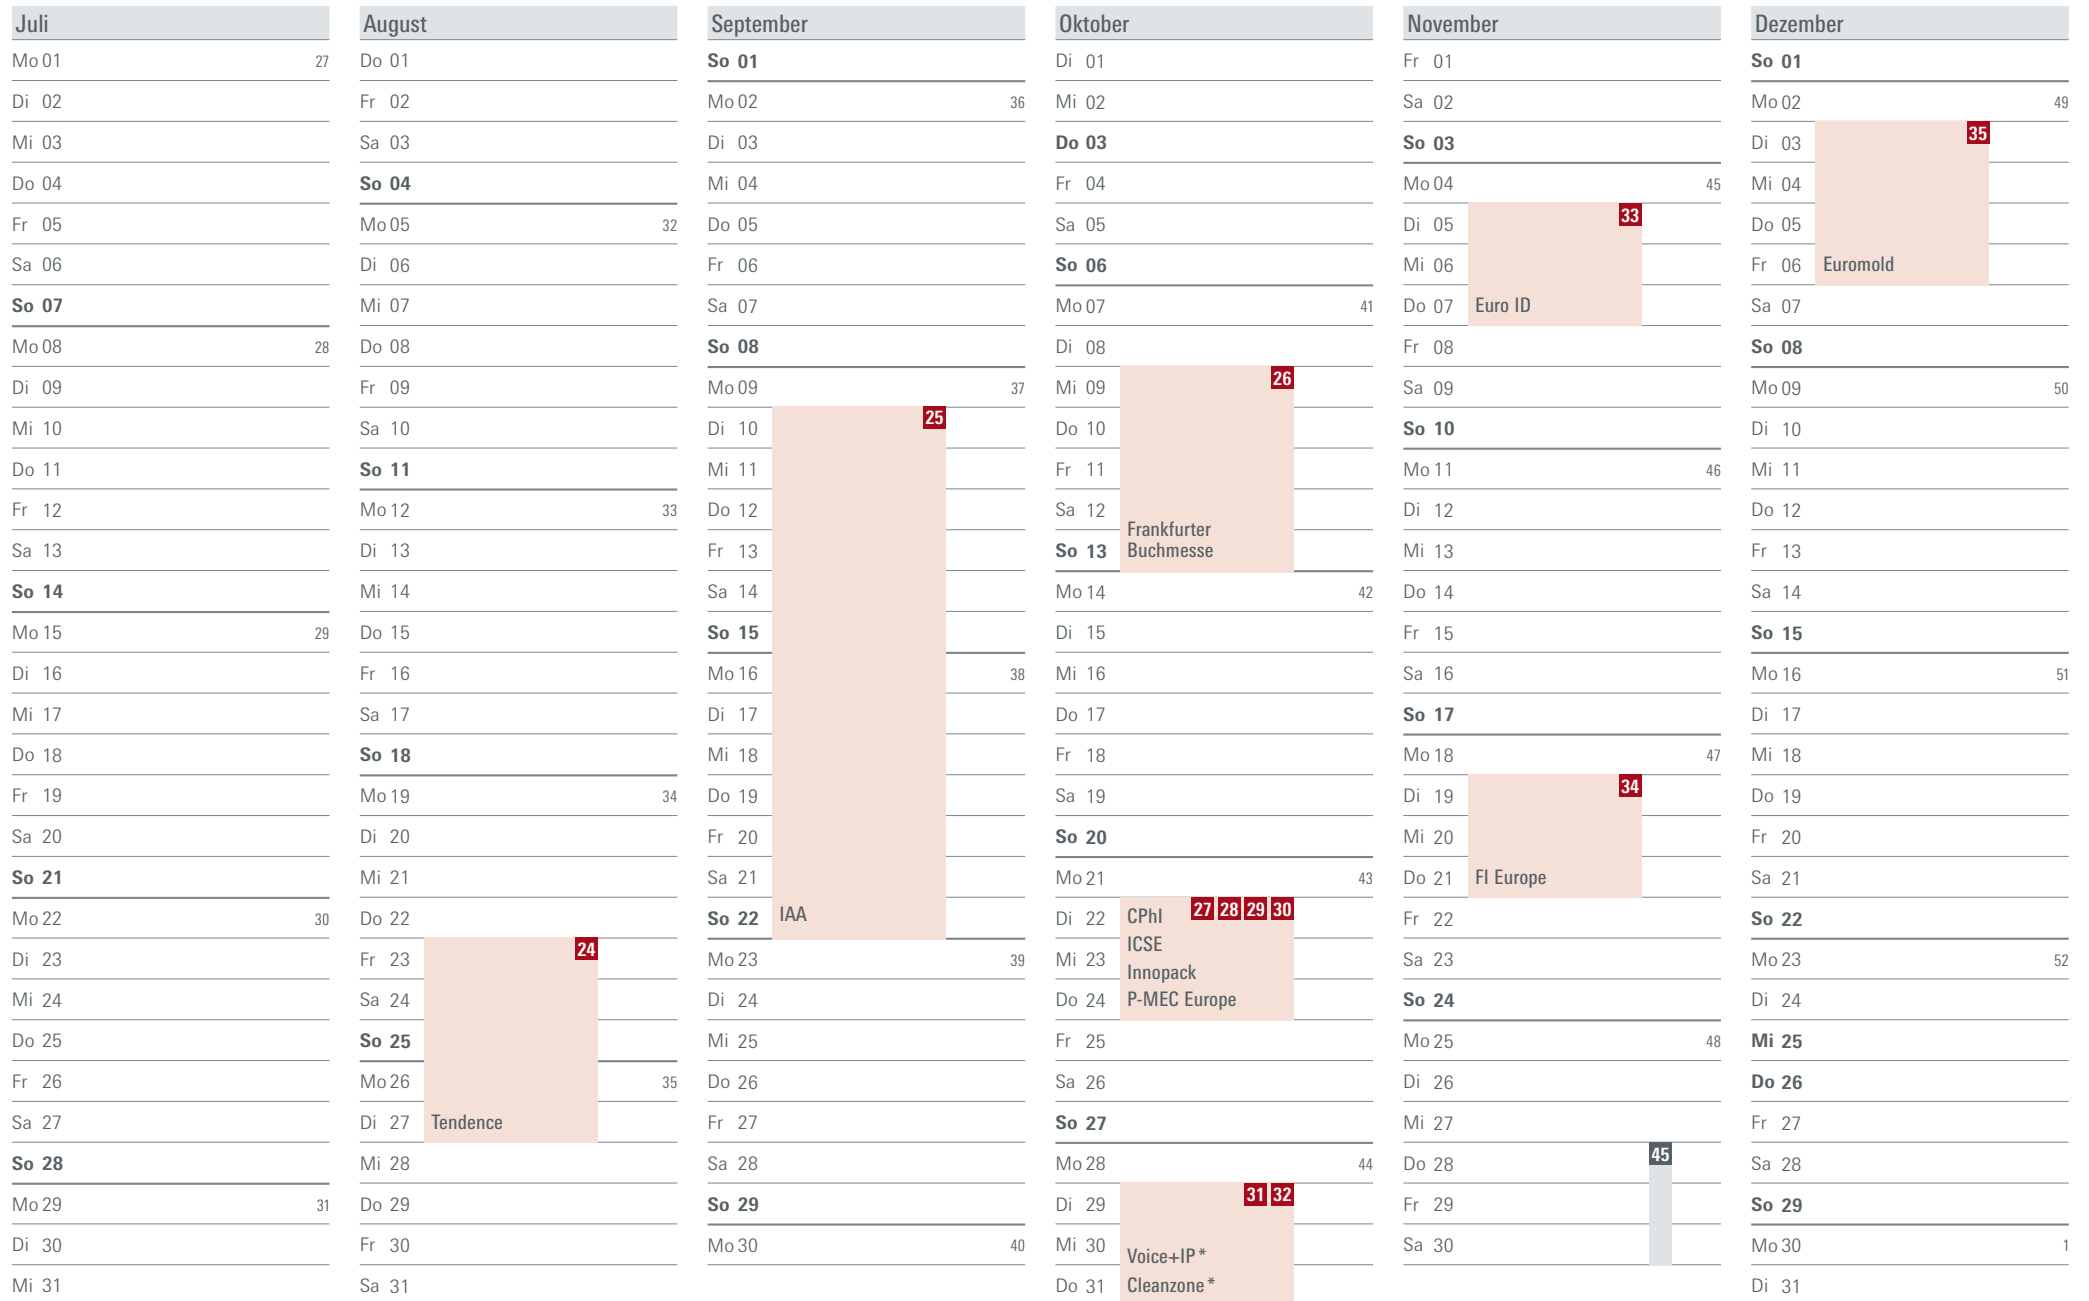 Juli
Mo 01 27
Di 02
Mi 03
Do 04
Fr 05
Sa 06
So 07
Mo 08 28
Di 09
Mi 10
Do 11
Fr 12
Sa 13
So 14
Mo 15 29
Di 16
Mi 17
Do 18
Fr 19
Sa 20
So 21
Mo 22 30
Di 23
Mi 24
Do 25
Fr 26
Sa 27
So 28
Mo 29 31
Di 30
Mi 31
August
Do 01
Fr 02
Sa 03
So 04
Mo 05 32
Di 06
Mi 07
Do 08
Fr 09
Sa 10
So 11
Mo 12 33
Di 13
Mi 14
Do 15
Fr 16
Sa 17
So 18
Mo 19 34
Di 20
Mi 21
Do 22
Fr 23 24
Sa 24
So 25
Mo 26 35
Di 27 Tendence
Mi 28
Do 29
Fr 30
Sa 31
September
So 01
Mo 02 36
Di 03
Mi 04
Do 05
Fr 06
Sa 07
So 08
Mo 09 37
Di 10 25
Mi 11
Do 12
Fr 13
Sa 14
So 15
Mo 16 38
Di 17
Mi 18
Do 19
Fr 20
Sa 21
So 22 IAA
Mo 23 39
Di 24
Mi 25
Do 26
Fr 27
Sa 28
So 29
Mo 30 40
Oktober
Di 01
Mi 02
Do 03
Fr 04
Sa 05
So 06
Mo 07 41
Di 08
Mi 09 26
Do 10
Fr 11
Sa 12
Frankfurter
So 13 Buchmesse
Mo 14 42
Di 15
Mi 16
Do 17
Fr 18
Sa 19
So 20
Mo 21 43
Di 22 CPhI 27 28 29 30
ICSE
Mi 23
Innopack
Do 24 P-MEC Europe
Fr 25
Sa 26
So 27
Mo 28 44
Di 29 31 32
Mi 30
Voice+IP *
Do 31 Cleanzone *
November
Fr 01
Sa 02
So 03
Mo 04 45
Di 05 33
Mi 06
Do 07 Euro ID
Fr 08
Sa 09
So 10
Mo 11 46
Di 12
Mi 13
Do 14
Fr 15
Sa 16
So 17
Mo 18 47
Di 19 34
Mi 20
Do 21 FI Europe
Fr 22
Sa 23
So 24
Mo 25 48
Di 26
Mi 27
Do 28 45
Fr 29
Sa 30
Dezember
So 01
Mo 02 49
Di 03 35
Mi 04
Do 05
Fr 06 Euromold
Sa 07
So 08
Mo 09 50
Di 10
Mi 11
Do 12
Fr 13
Sa 14
So 15
Mo 16 51
Di 17
Mi 18
Do 19
Fr 20
Sa 21
So 22
Mo 23 52
Di 24
Mi 25
Do 26
Fr 27
Sa 28
So 29
Mo 30 1
Di 31